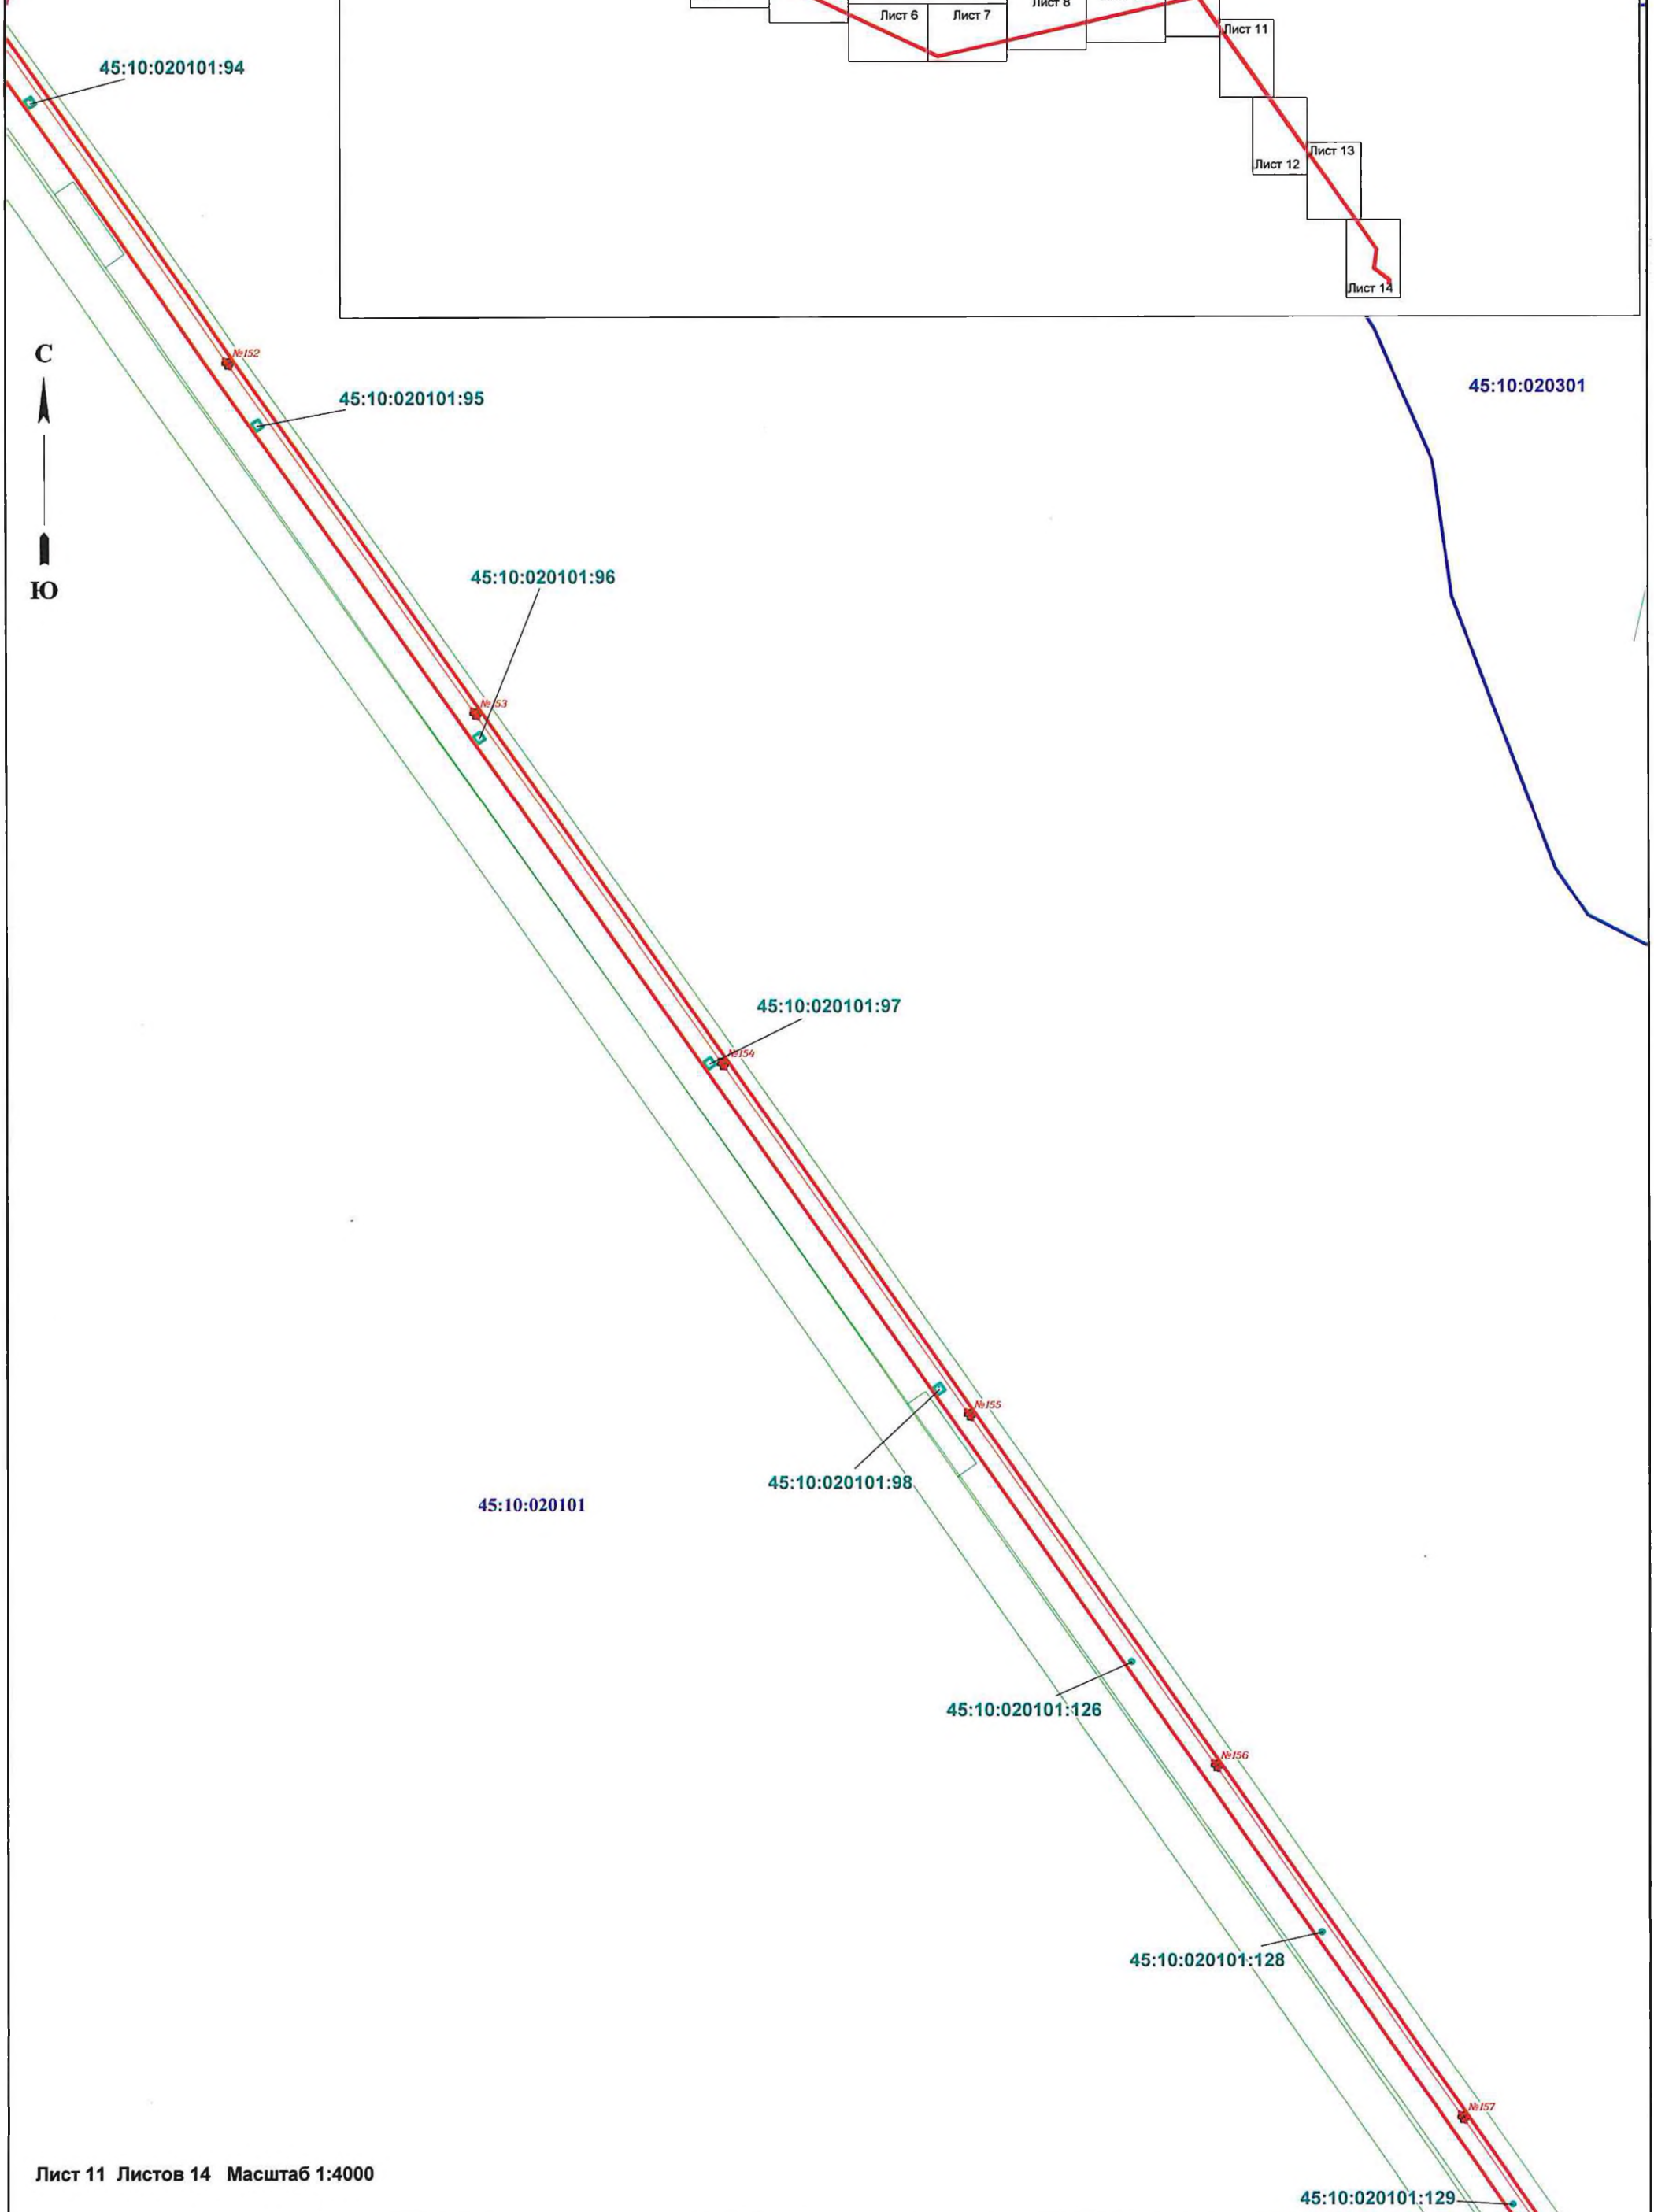 Лист 6
Лист 7
Лист 8
Лист 11
45:10:020101:94
Лист 13
Лист 12
Лист 14
С
№152
45:10:020301
45:10:020101:95
45:10:020101:96
Ю
№153
45:10:020101:97
№154
№155
45:10:020101:98
45:10:020101
45:10:020101:126
№156
45:10:020101:128
№157
Лист 11 Листов 14 Масштаб 1:4000
45:10:020101:129